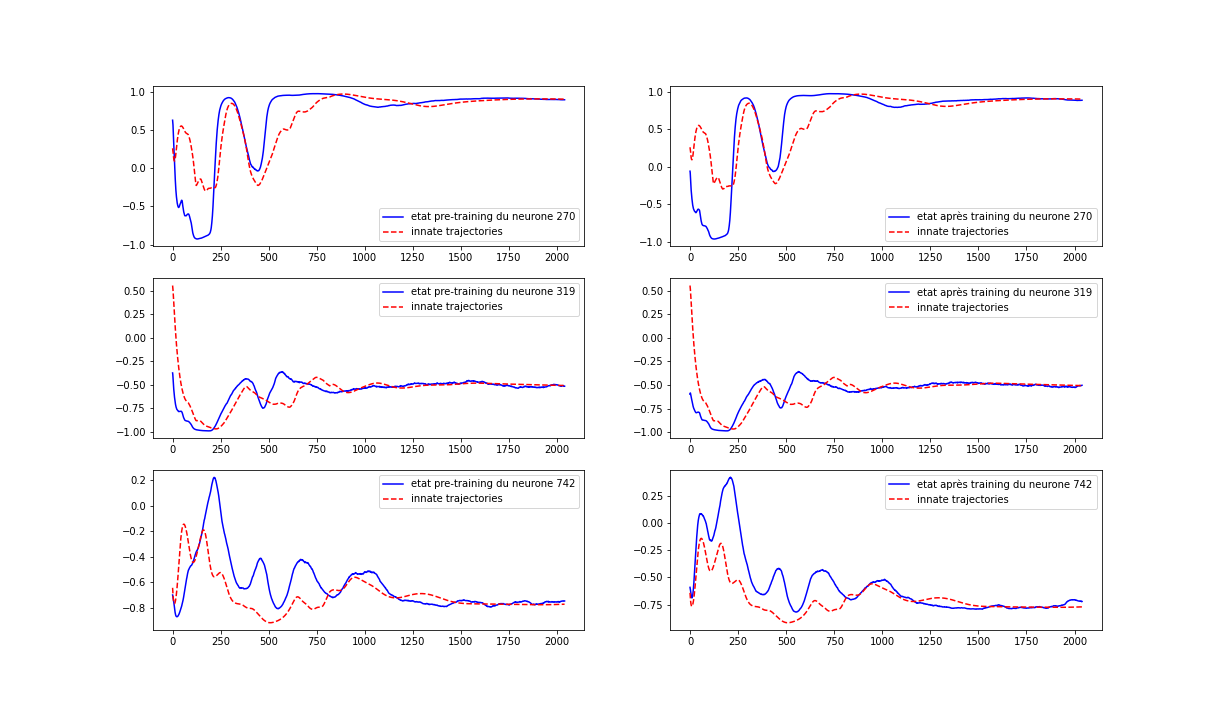 1.0
0.5
0.0
−0.5
−1.0
etat pre-training du neurone 270
innate trajectories
0 250 500 750 1000 1250 1500 1750 2000
1.0
0.5
0.0
−0.5
−1.0
etat après training du neurone 270
innate trajectories
0 250 500 750 1000 1250 1500 1750 2000
0.50
0.25
0.00
−0.25
−0.50
−0.75
−1.00
etat pre-training du neurone 319
innate trajectories
0 250 500 750 1000 1250 1500 1750 2000
0.50
0.25
0.00
−0.25
−0.50
−0.75
−1.00
etat après training du neurone 319
innate trajectories
0 250 500 750 1000 1250 1500 1750 2000
0.2
0.0
−0.2
−0.4
−0.6
−0.8
etat pre-training du neurone 742
innate trajectories
0 250 500 750 1000 1250 1500 1750 2000
0.25
0.00
−0.25
−0.50
−0.75
etat après training du neurone 742
innate trajectories
0 250 500 750 1000 1250 1500 1750 2000